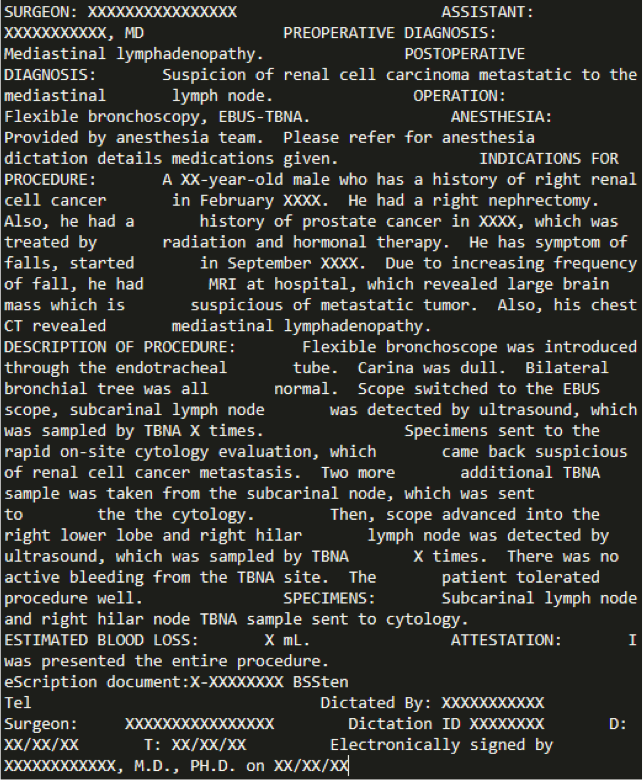 SURGEON: XXXXXXXXXXXXXXXX ASSISTANT:
XXXXXXXXXXX, MD PREOPERATIVE DIAGNOSIS:
Mediastinal lymphadenopathy. POSTOPERATIVE
DIAGNOSIS: Suspicion of renal cell carcinoma metastatic to the
mediastinal lymph node. OPERATION:
Flexible bronchoscopy, EBUS-TBNA. ANESTHESIA:
Provided by anesthesia team. Please refer for anesthesia
dictation details medications given. INDICATIONS FOR
PROCEDURE: A XX-year-old male who has a history of right renal
cell cancer in February XXXX. He had a right nephrectomy.
Also, he had a history of prostate cancer in XXXX, which was
treated by radiation and hormonal therapy. He has symptom of
falls, started in September XXXX. Due to increasing frequency
of fall, he had MRI at hospital, which revealed large brain
mass which is suspicious of metastatic tumor. Also, his chest
CT revealed mediastinal lymphadenopathy.
DESCRIPTION OF PROCEDURE: Flexible bronchoscope was introduced
through the endotracheal tube. Carina was dull. Bilateral
bronchial tree was all normal. Scope switched to the EBUS
scope, subcarinal lymph node was detected by ultrasound, which
was sampled by TBNA X times. Specimens sent to the
rapid on-site cytology evaluation, which came back suspicious
of renal cell cancer metastasis. Two more additional TBNA
sample was taken from the subcarinal node, which was sent
to the the cytology. Then, scope advanced into the
right lower lobe and right hilar lymph node was detected by
ultrasound, which was sampled by TBNA X times. There was no
active bleeding from the TBNA site. The patient tolerated
procedure well. SPECIMENS: Subcarinal lymph node
and right hilar node TBNA sample sent to cytology.
ESTIMATED BLOOD LOSS: X mL. ATTESTATION: I
was presented the entire procedure.
eScription document:X-XXXXXXXX BSSten
Tel Dictated By: XXXXXXXXXXX
Surgeon: XXXXXXXXXXXXXXXX Dictation ID XXXXXXXX D:
XX/XX/XX T: XX/XX/XX Electronically signed by
XXXXXXXXXXXX, M.D., PH.D. on XX/XX/XX